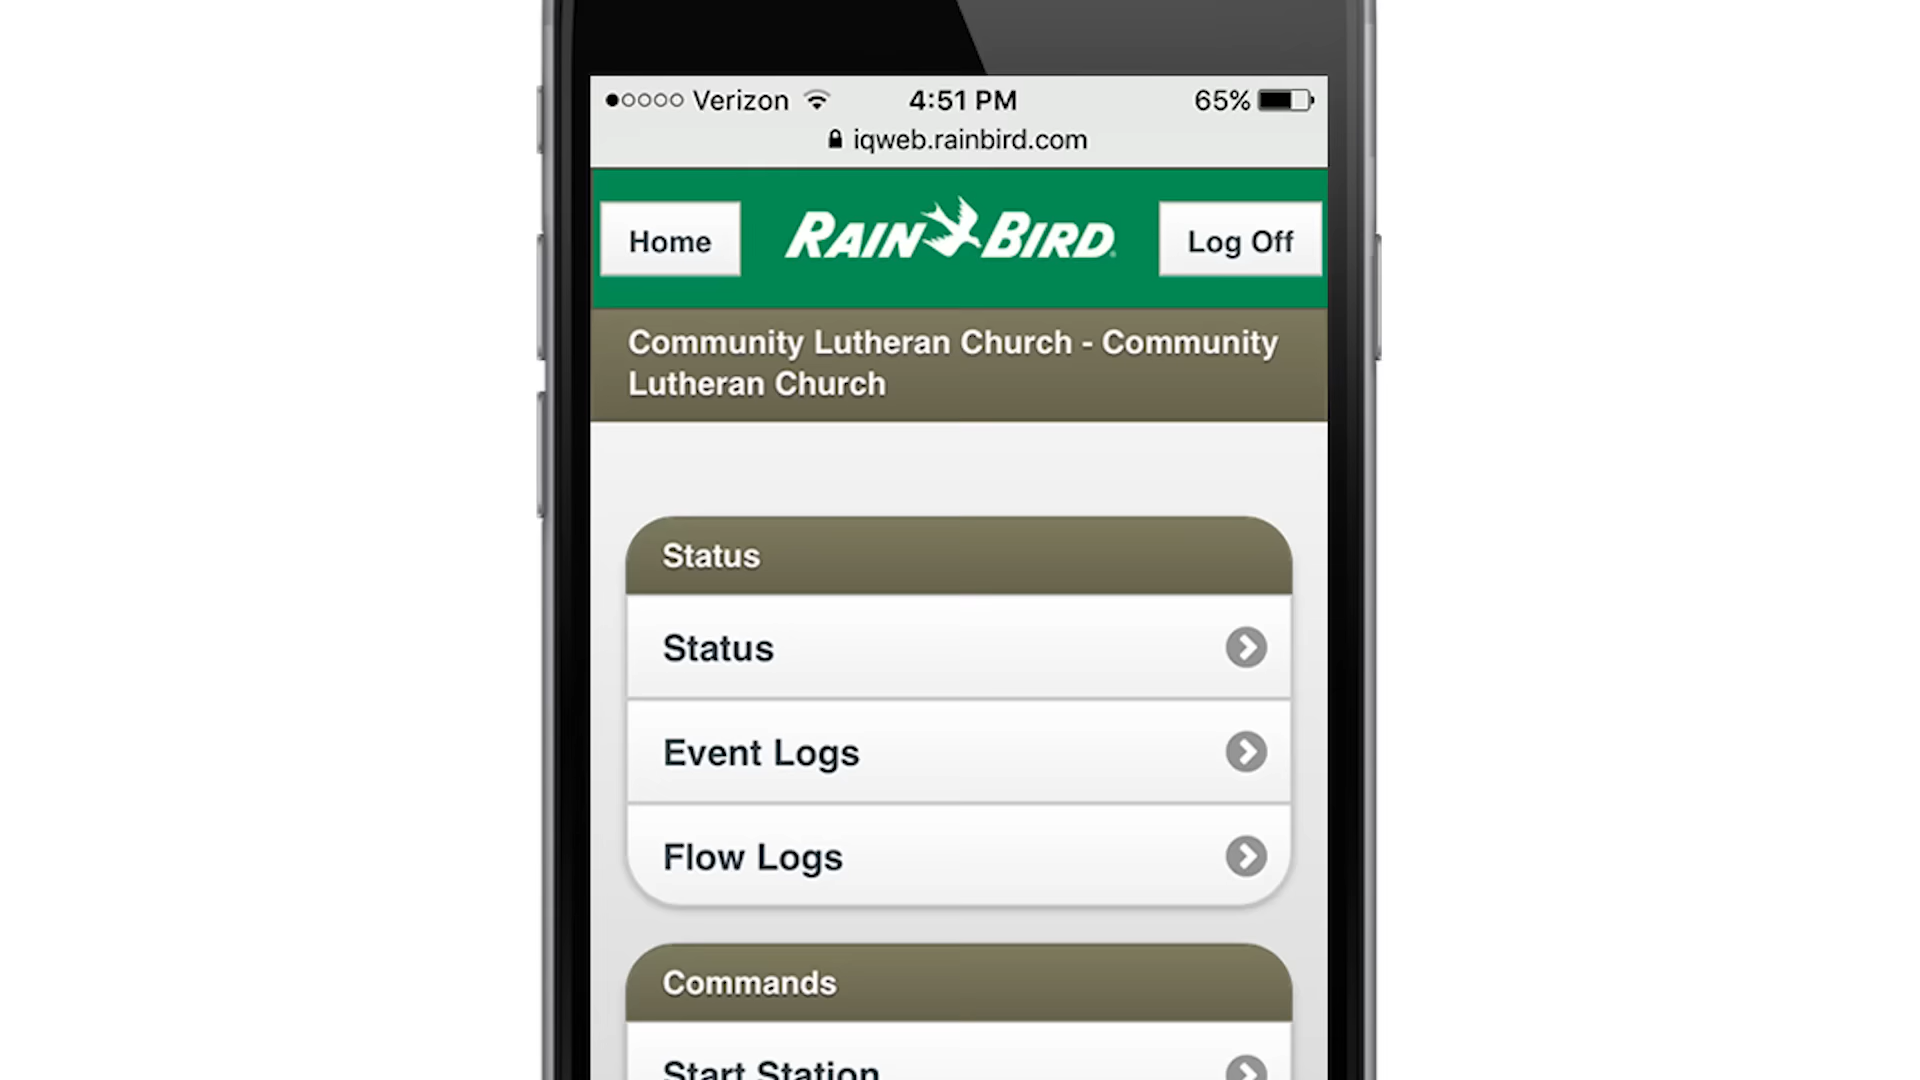 Verizon 4:51 PM 65%
iqweb.rainbird.com
Home RAIN BIRD Log Off
Community Lutheran Church - Community
Lutheran Church
Status
Status
Event Logs
Flow Logs
Commands
Start Station